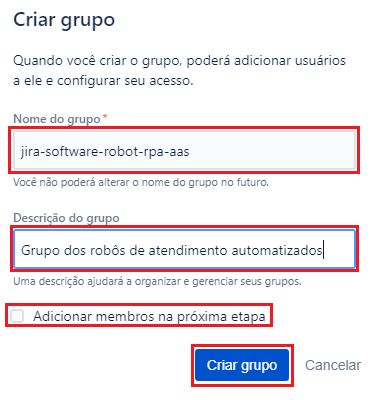 Criar grupo
Quando você criar o grupo, poderá adicionar usuários
a ele e configurar seu acesso.
Nome do grupo*
jira-software-robot-rpa-aas
Você não poderá alterar o nome do grupo no futuro.
Descrição do grupo
Grupo dos robôs de atendimento automatizados
Uma descrição ajudará a organizar e gerenciar seus grupos.
Adicionar membros na próxima etapa
Criar grupo Cancelar